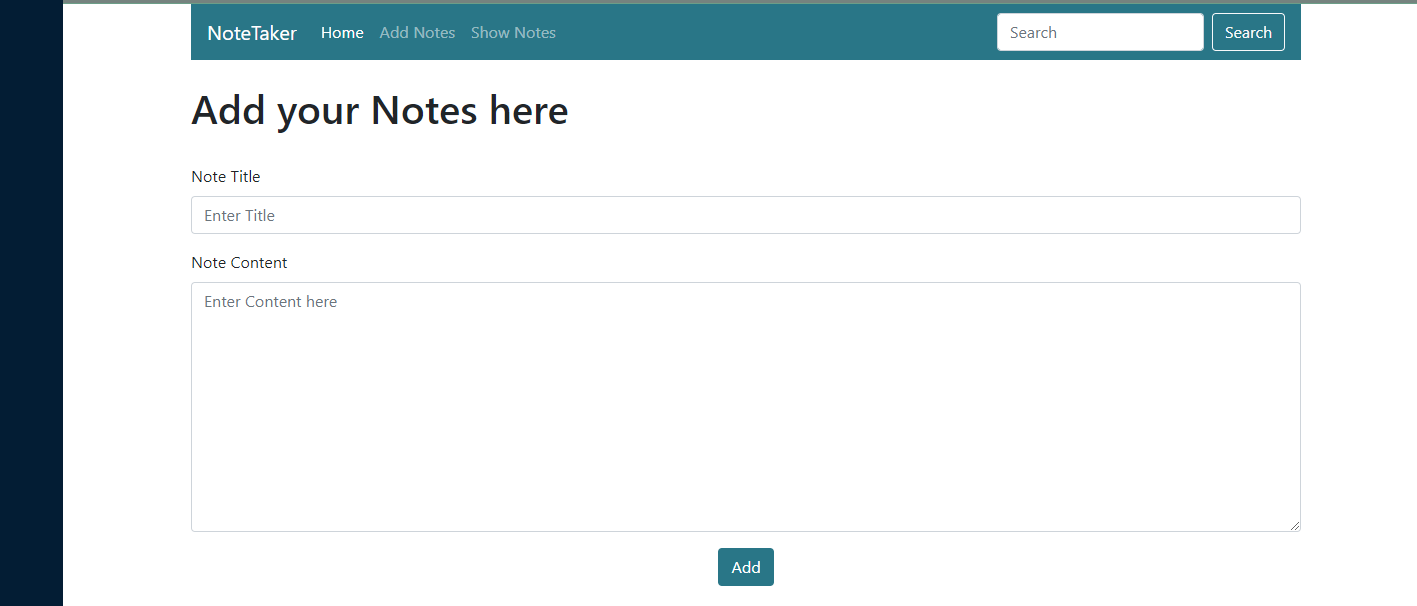 NoteTaker Home Add Notes Show Notes Search Search
Add your Notes here
Note Title
Enter Title
Note Content
Enter Content here
Add